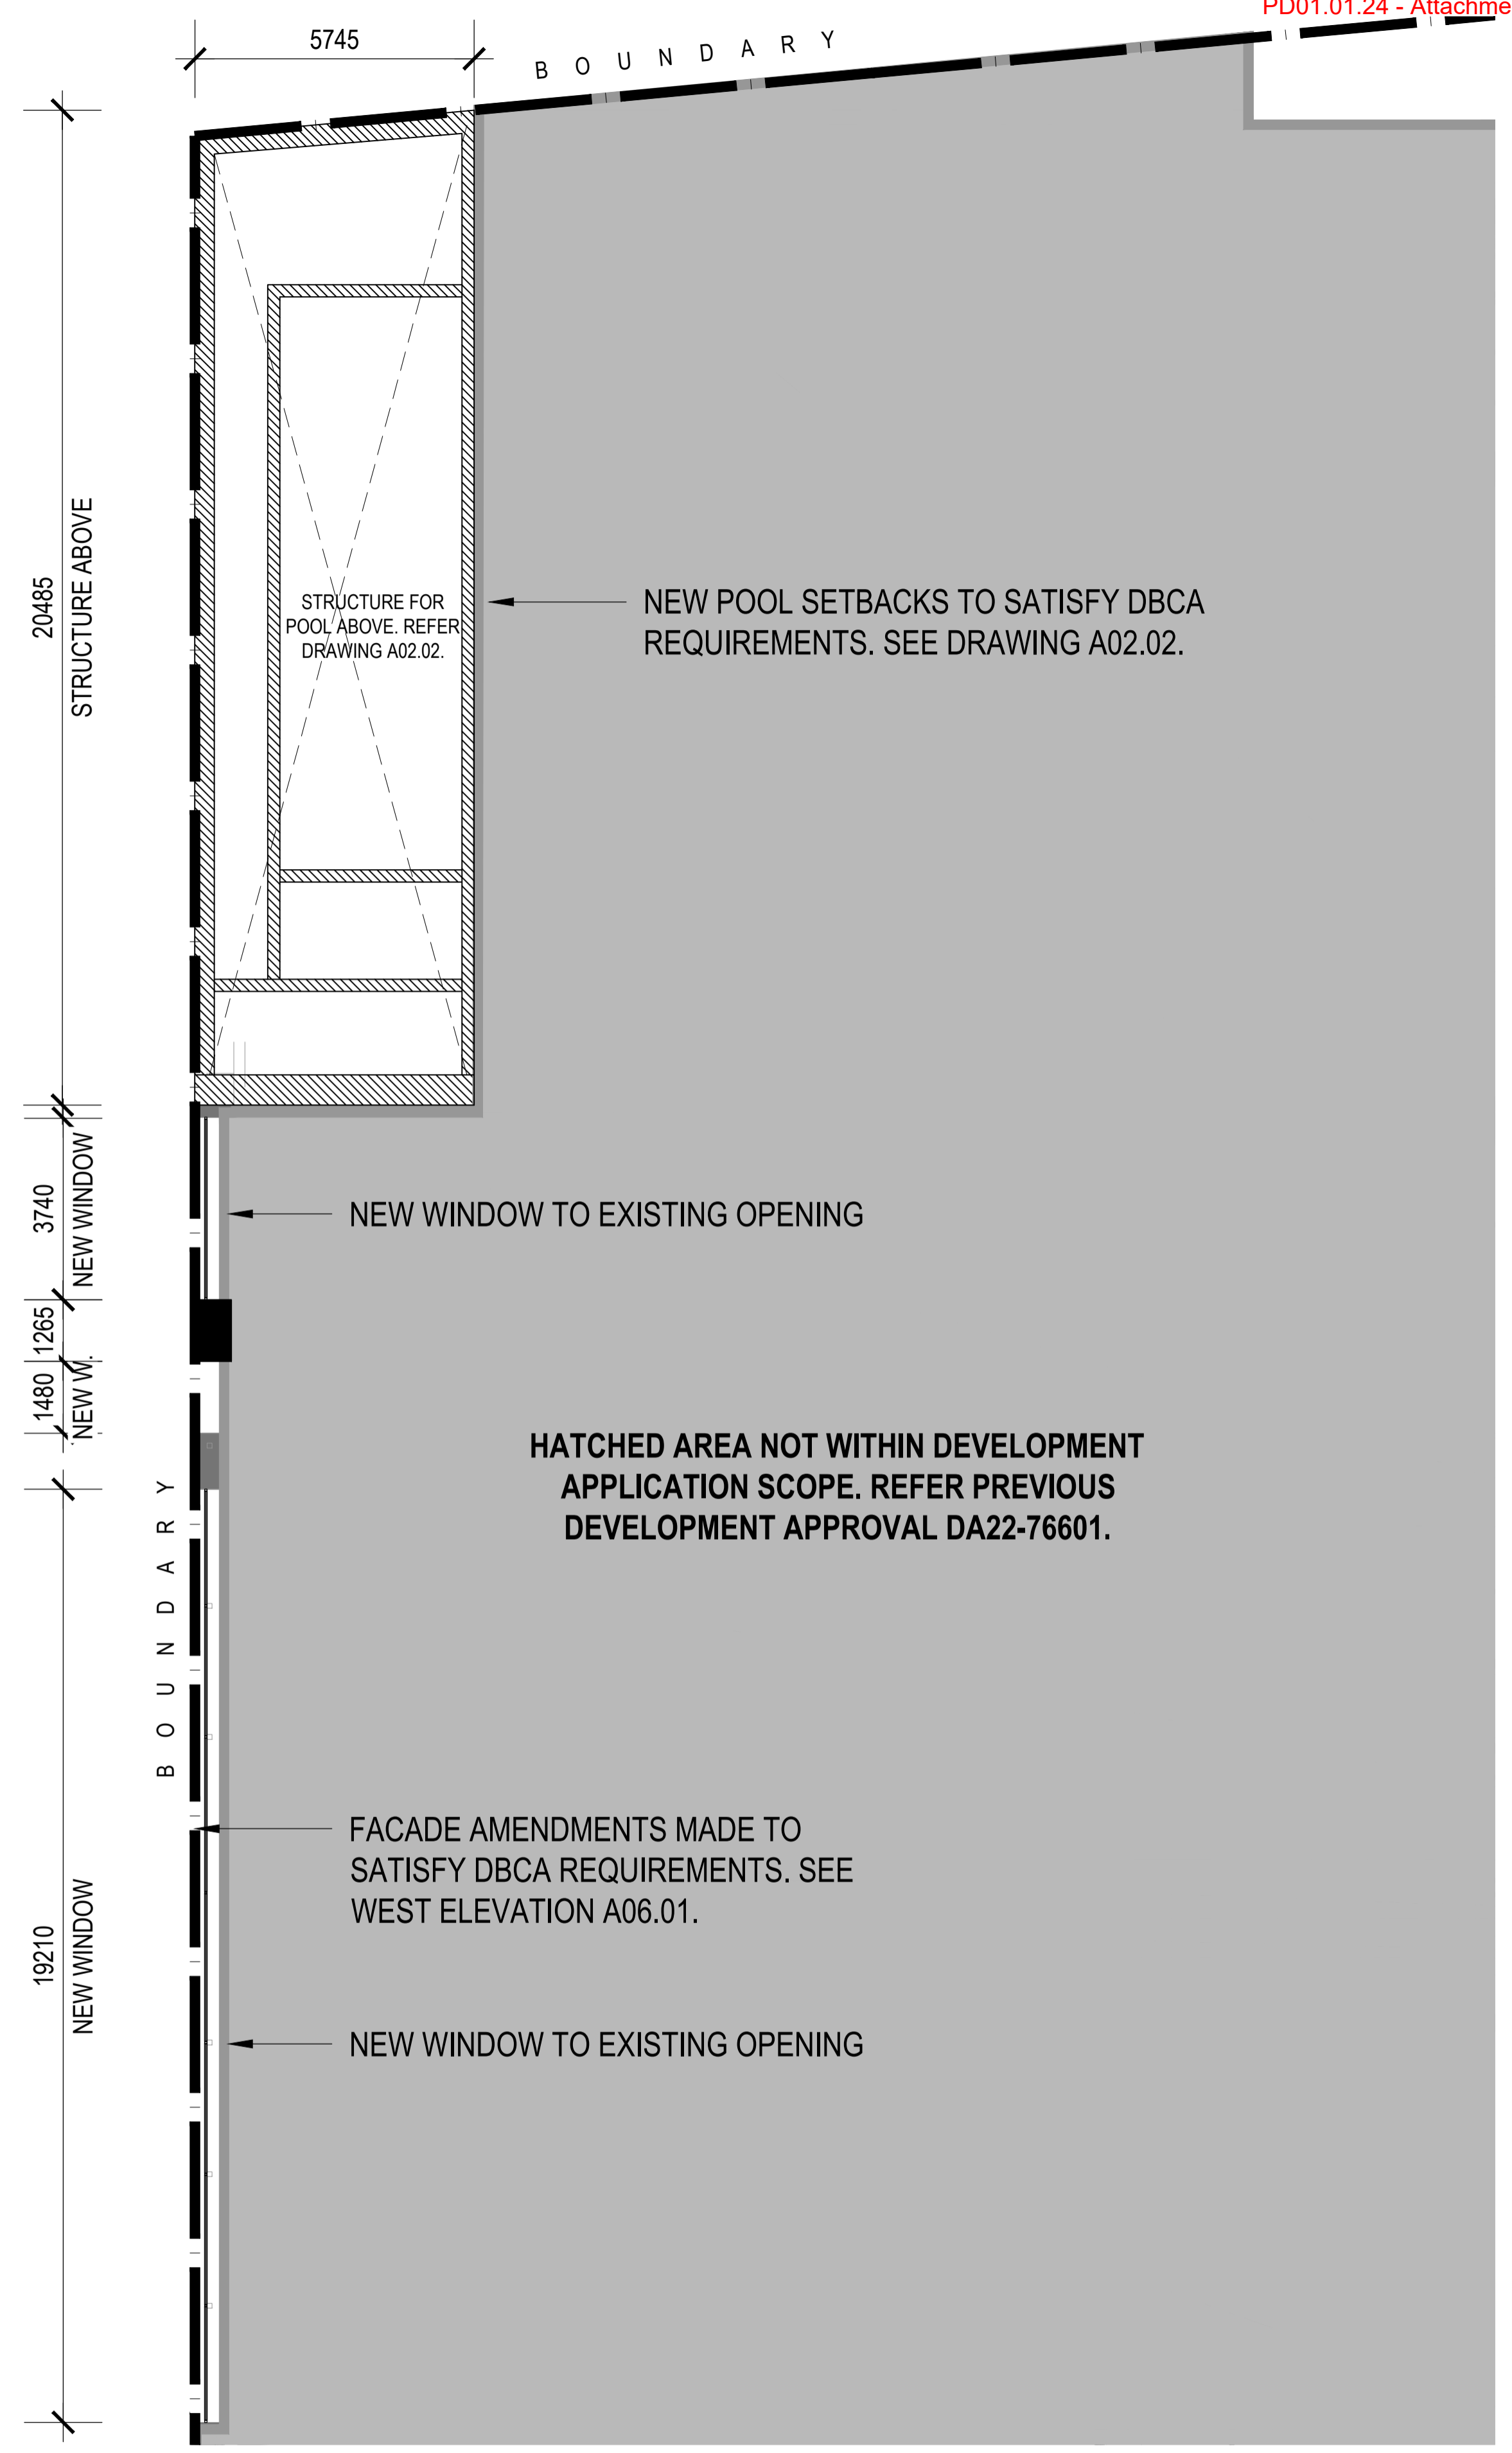 PD01.01.24 - Attachme
5745
BOUNDARY
20485
STRUCTURE ABOVE
STRUCTURE FOR
POOL ABOVE. REFER
DRAWING A02.02.
NEW POOL SETBACKS TO SATISFY DBCA
REQUIREMENTS. SEE DRAWING A02.02.
3740
NEW WINDOW
NEW WINDOW TO EXISTING OPENING
1265
1480
NEW W.
HATCHED AREA NOT WITHIN DEVELOPMENT
APPLICATION SCOPE. REFER PREVIOUS
DEVELOPMENT APPROVAL DA22-76601.
BOUNDARY
FACADE AMENDMENTS MADE TO
SATISFY DBCA REQUIREMENTS. SEE
WEST ELEVATION A06.01.
19210
NEW WINDOW
NEW WINDOW TO EXISTING OPENING